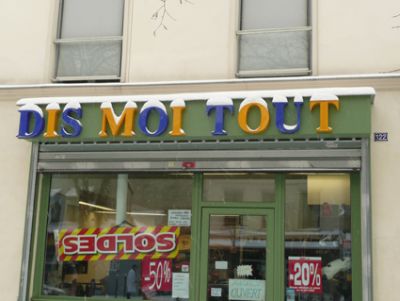 DIS MOI TOUT
122
SOLDES
-50%
-20%
OUVERT